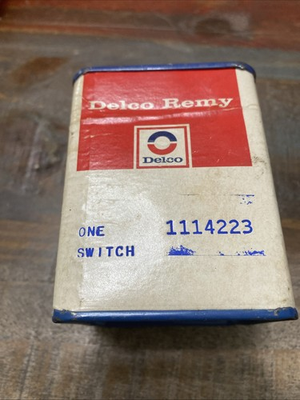 Delco Remy
Delco
ONE 1114223
SWITCH